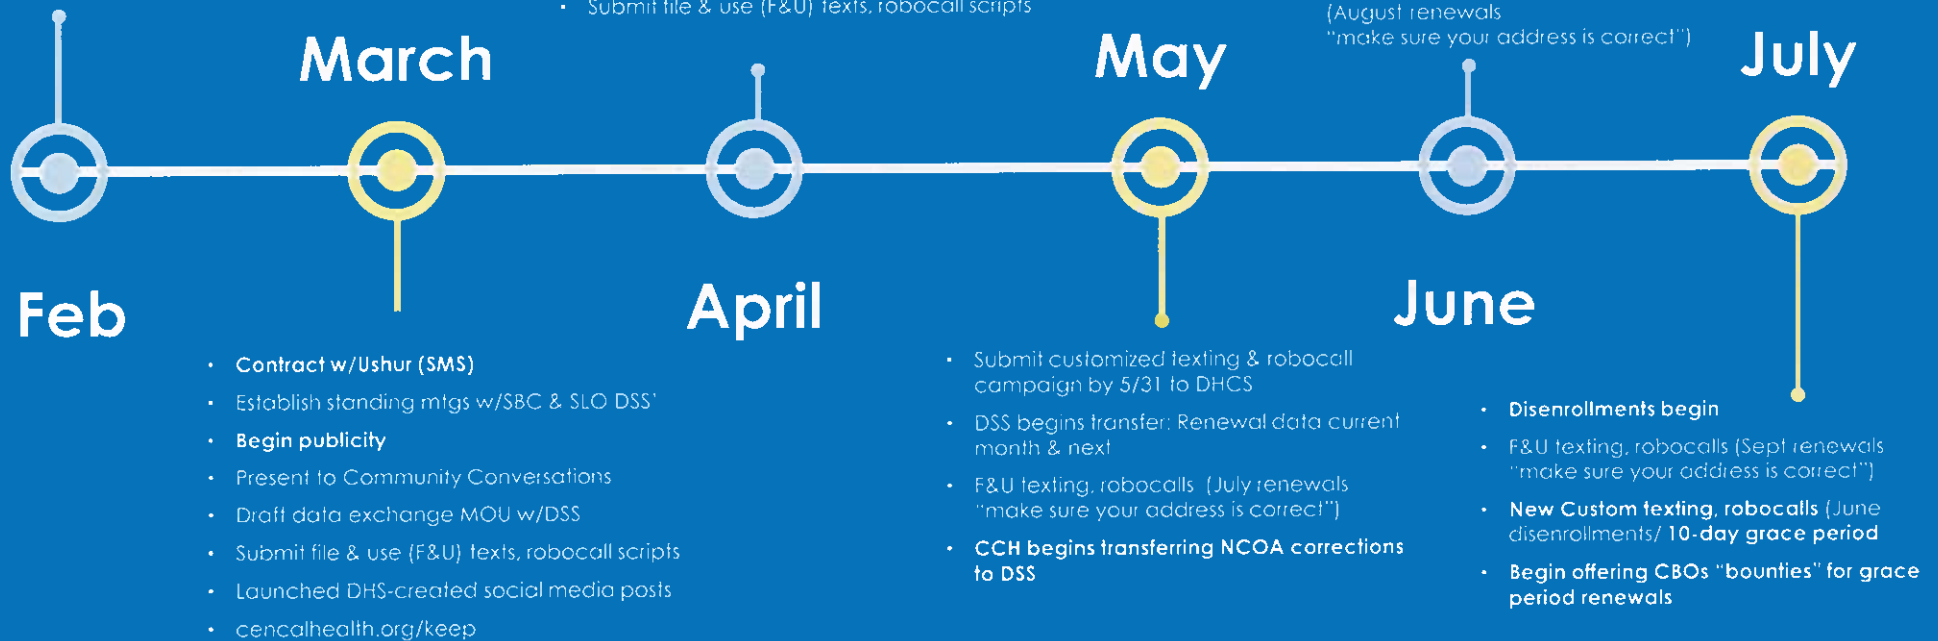 • Submit file & use (F&U) texts, robocall scripts
(August renewals
"make sure your address is correct")
March
May
July
Feb
April
June
• Contract w/Ushur (SMS)
• Establish standing mtgs w/SBC & SLO DSS'
• Begin publicity
• Present to Community Conversations
• Draft data exchange MOU w/DSS
• Submit file & use (F&U) texts, robocall scripts
• Launched DHS-created social media posts
• cencalhealth.org/keep
• Submit customized texting & robocall
campaign by 5/31 to DHCS
• DSS begins transfer: Renewal data current
month & next
• F&U texting, robocalls (July renewals
"make sure your address is correct")
• CCH begins transferring NCOA corrections
to DSS
• Disenrollments begin
• F&U texting, robocalls (Sept renewals
"make sure your address is correct")
• New Custom texting, robocalls (June
disenrollments/ 10-day grace period
• Begin offering CBOs "bounties" for grace
period renewals